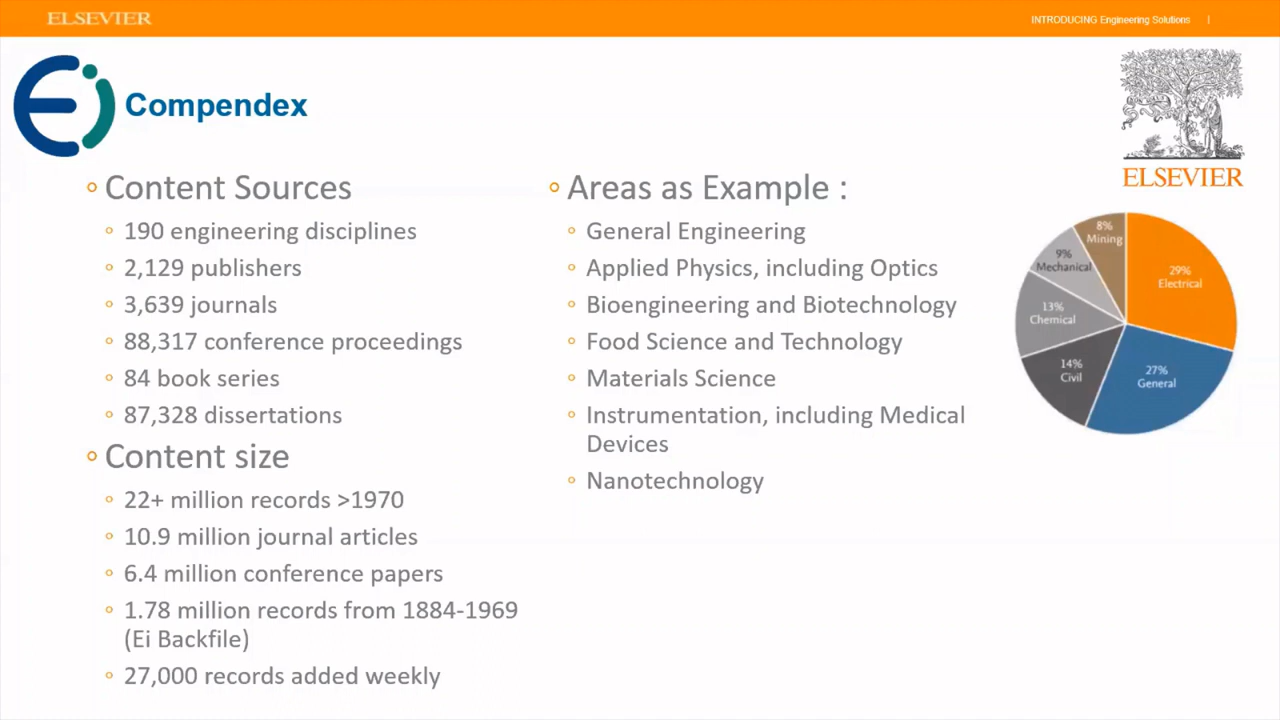 ELSEVIER
INTRODUCING Engineering Solutions |
Ei Compendex
ELSEVIER
Content Sources
190 engineering disciplines
2,129 publishers
3,639 journals
88,317 conference proceedings
84 book series
87,328 dissertations
Content size
22+ million records >1970
10.9 million journal articles
6.4 million conference papers
1.78 million records from 1884-1969
(Ei Backfile)
27,000 records added weekly
Areas as Example :
General Engineering
Applied Physics, including Optics
Bioengineering and Biotechnology
Food Science and Technology
Materials Science
Instrumentation, including Medical
Devices
Nanotechnology
8%
Mining
9%
Mechanical
29%
Electrical
13%
Chemical
14%
Civil
27%
General